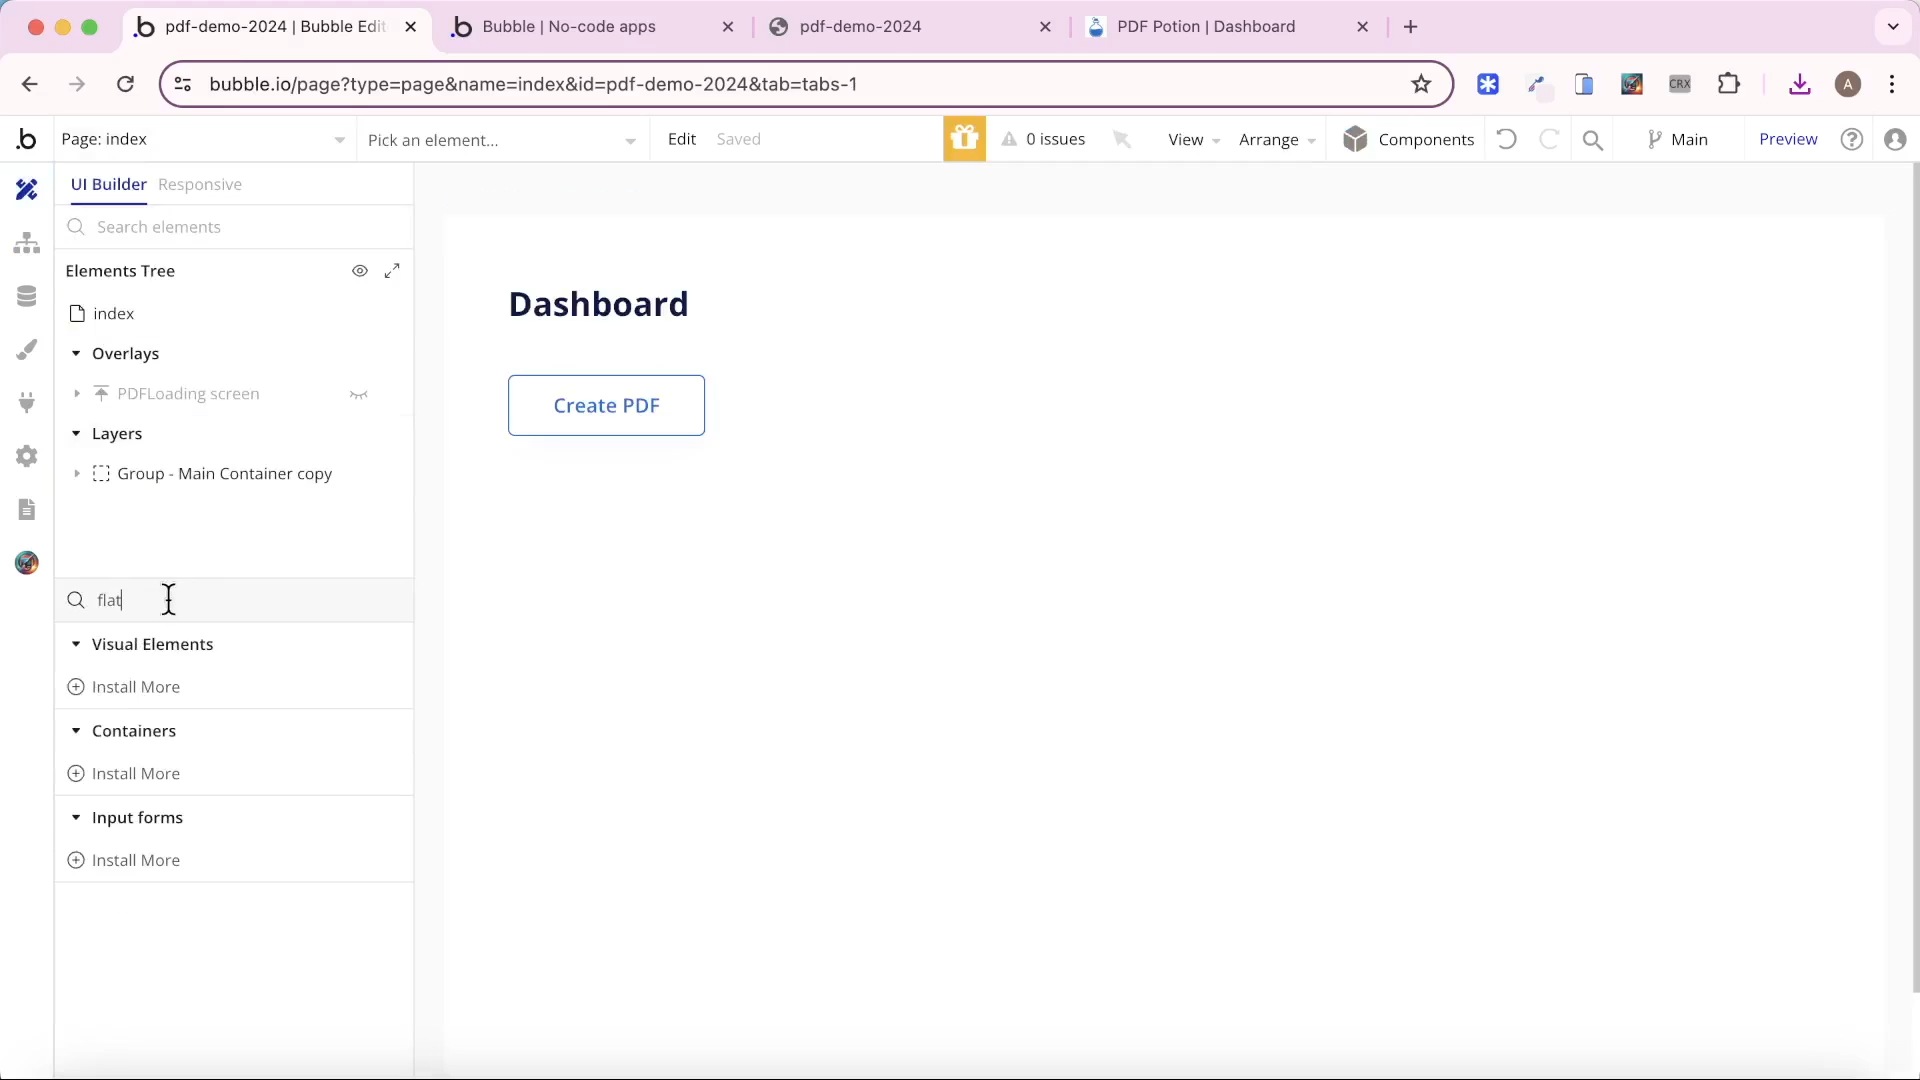 pdf-demo-2024 | Bubble Edit
Bubble | No-code apps
pdf-demo-2024
PDF Potion | Dashboard
bubble.io/page?type=page&name=index&id=pdf-demo-2024&tab=tabs-1
CRX
A
Page: index
Pick an element...
Edit
Saved
0 issues
View
Arrange
Components
Main
Preview
UI Builder
Responsive
Search elements
Elements Tree
index
Overlays
PDFLoading screen
Layers
Group - Main Container copy
flat
Visual Elements
Install More
Containers
Install More
Input forms
Install More
Dashboard
Create PDF